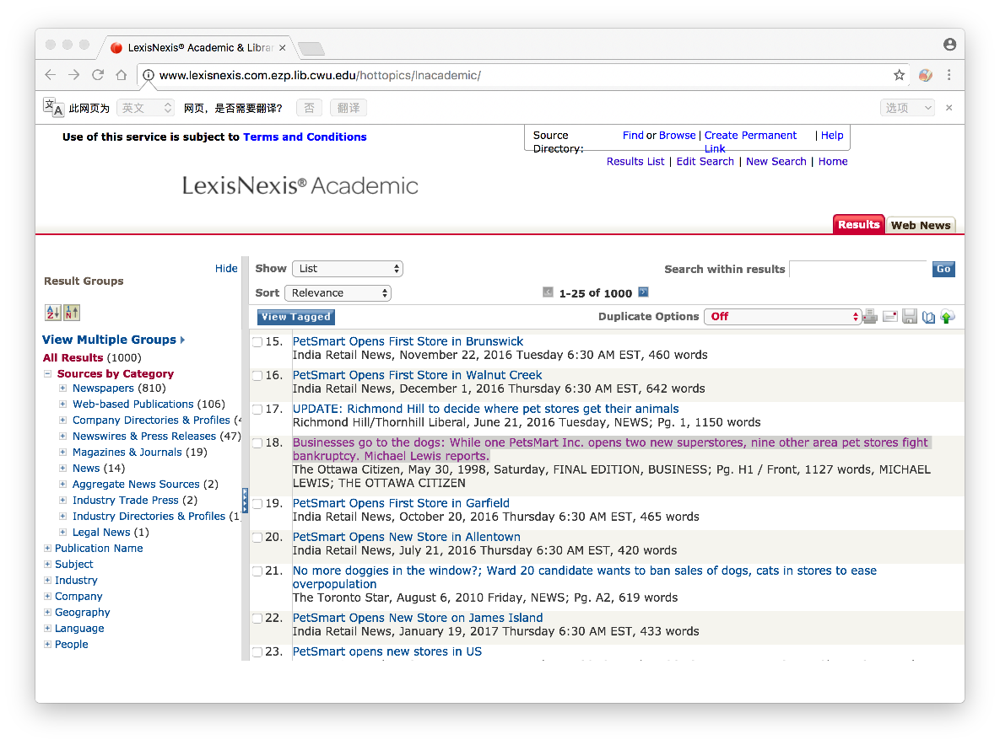 LexisNexis® Academic & Libra
www.lexisnexis.com.ezp.lib.cwu.edu/hottopics/lnacademic/
此网页为 英文 网页，是否需要翻译? 否 翻译 选项
Use of this service is subject to Terms and Conditions
Source Directory: Find or Browse | Create Permanent Link | Help
Results List | Edit Search | New Search | Home
LexisNexis® Academic
Results Web News
Hide
Result Groups
View Multiple Groups
All Results (1000)
Sources by Category
Newspapers (810)
Web-based Publications (106)
Company Directories & Profiles (
Newswires & Press Releases (47)
Magazines & Journals (19)
News (14)
Aggregate News Sources (2)
Industry Trade Press (2)
Industry Directories & Profiles (1
Legal News (1)
Publication Name
Subject
Industry
Company
Geography
Language
People
Show List
Search within results Go
Sort Relevance
1-25 of 1000
View Tagged
Duplicate Options Off
15. PetSmart Opens First Store in Brunswick
India Retail News, November 22, 2016 Tuesday 6:30 AM EST, 460 words
16. PetSmart Opens First Store in Walnut Creek
India Retail News, December 1, 2016 Thursday 6:30 AM EST, 642 words
17. UPDATE: Richmond Hill to decide where pet stores get their animals
Richmond Hill/Thornhill Liberal, June 21, 2016 Tuesday, NEWS; Pg. 1, 1150 words
18. Businesses go to the dogs: While one PetsMart Inc. opens two new superstores, nine other area pet stores fight
bankruptcy. Michael Lewis reports.
The Ottawa Citizen, May 30, 1998, Saturday, FINAL EDITION, BUSINESS; Pg. H1 / Front, 1127 words, MICHAEL
LEWIS; THE OTTAWA CITIZEN
19. PetSmart Opens First Store in Garfield
India Retail News, October 20, 2016 Thursday 6:30 AM EST, 465 words
20. PetSmart Opens New Store in Allentown
India Retail News, July 21, 2016 Thursday 6:30 AM EST, 420 words
21. No more doggies in the window?; Ward 20 candidate wants to ban sales of dogs, cats in stores to ease
overpopulation
The Toronto Star, August 6, 2010 Friday, NEWS; Pg. A2, 619 words
22. PetSmart Opens New Store on James Island
India Retail News, January 19, 2017 Thursday 6:30 AM EST, 433 words
23. PetSmart opens new stores in US